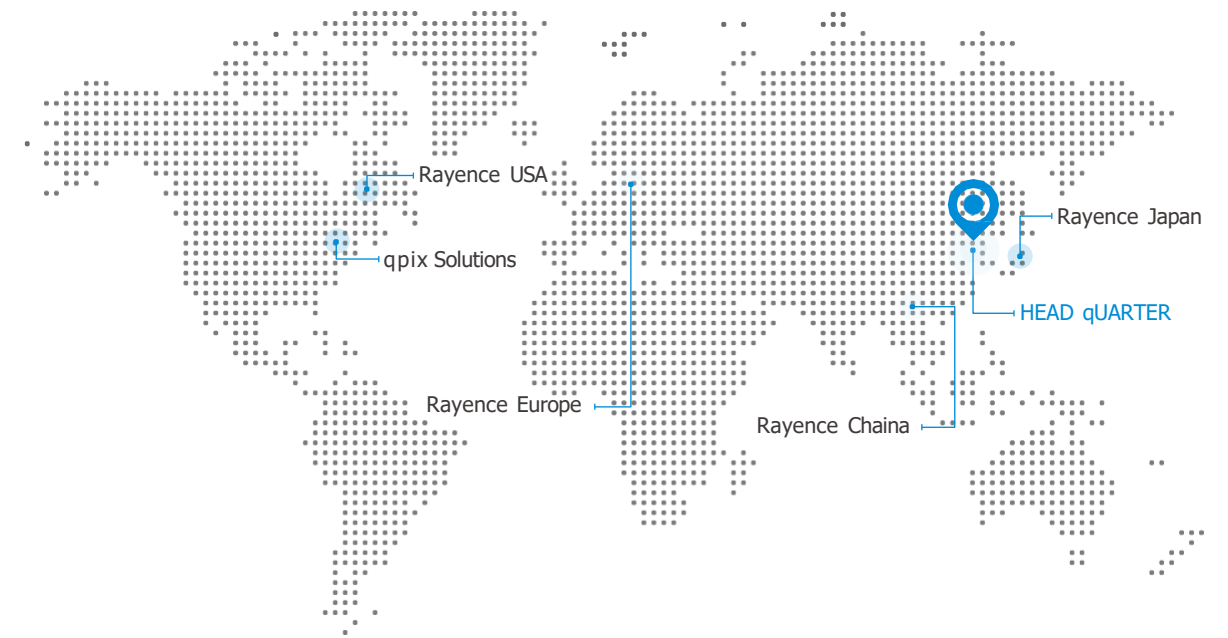 Rayence USA
Rayence Japan
qpix Solutions
HEAD qUARTER
Rayence Europe
Rayence Chaina